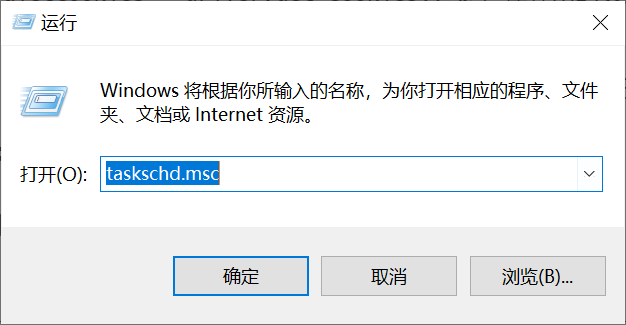 运行
Windows 将根据你所输入的名称，为你打开相应的程序、文件
夹、文档或 Internet 资源。
打开(O): taskschd.msc
确定 取消 浏览(B)...